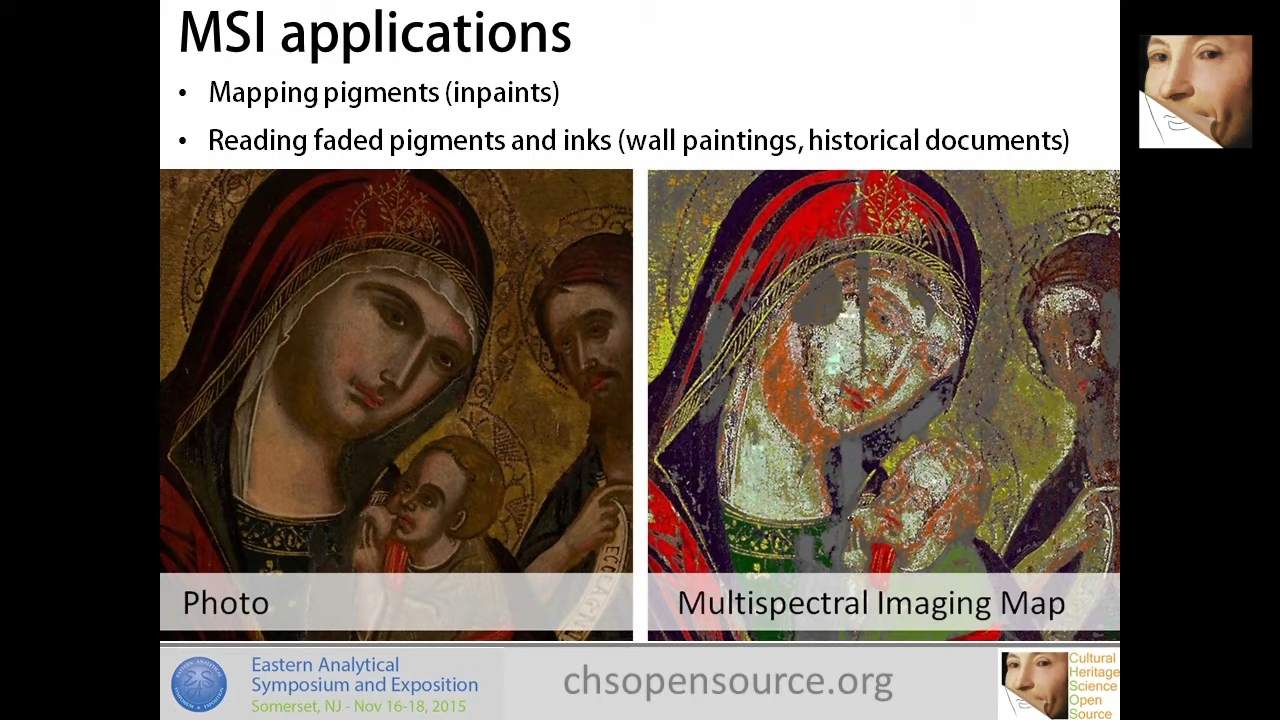 MSI applications
• Mapping pigments (inpaints)
• Reading faded pigments and inks (wall paintings, historical documents)
ECCEAGN
Photo
Multispectral Imaging Map
Eastern Analytical
Symposium and Exposition
Somerset, NJ - Nov 16-18, 2015
chsopensource.org
Cultural
Heritage
Science
Open
Source